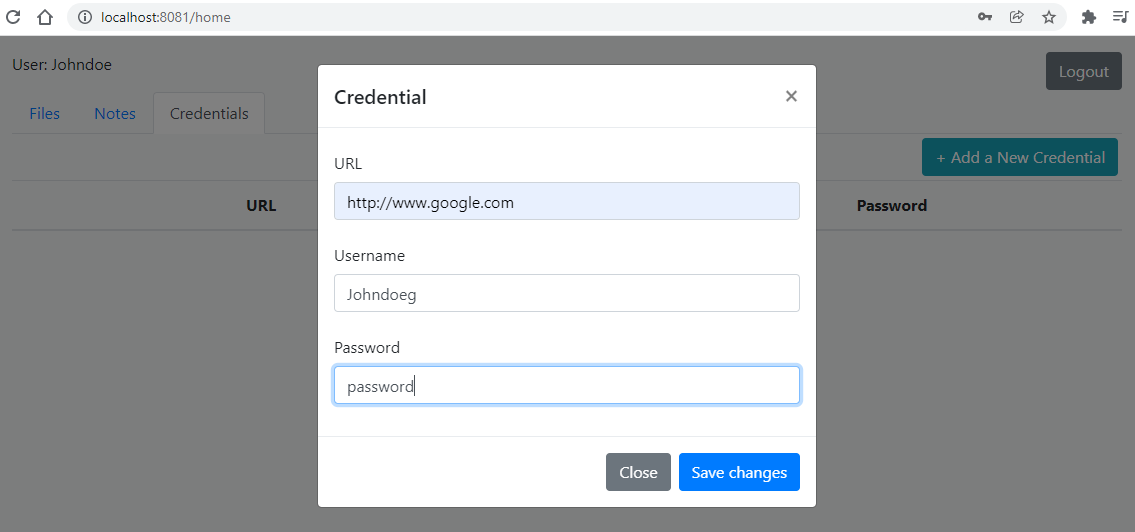 localhost:8081/home
User: Johndoe
Logout
Files Notes Credentials
+ Add a New Credential
URL Password
Credential ×
URL
http://www.google.com
Username
Johndoeg
Password
password
Close Save changes